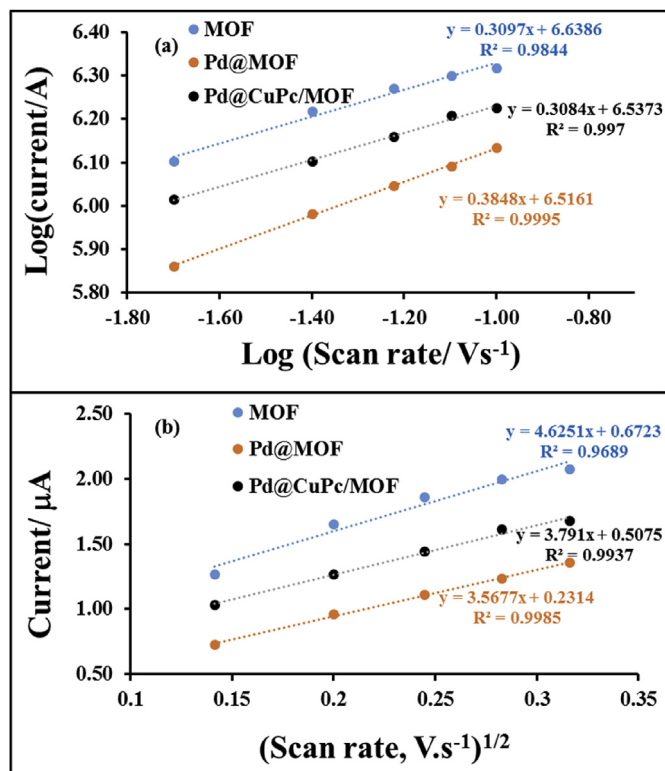 (a)
MOF
Pd@MOF
Pd@CuPc/MOF
y = 0.3097x + 6.6386
R² = 0.9844
y = 0.3084x + 6.5373
R² = 0.997
y = 0.3848x + 6.5161
R² = 0.9995
Log(current/A)
6.40
6.30
6.20
6.10
6.00
5.90
5.80
-1.80 -1.60 -1.40 -1.20 -1.00 -0.80
Log (Scan rate/ Vs⁻¹)
(b)
MOF
Pd@MOF
Pd@CuPc/MOF
y = 4.6251x + 0.6723
R² = 0.9689
y = 3.791x + 0.5075
R² = 0.9937
y = 3.5677x + 0.2314
R² = 0.9985
Current/ µA
2.50
2.00
1.50
1.00
0.50
0.1 0.15 0.2 0.25 0.3 0.35
(Scan rate, V.s⁻¹)¹/²